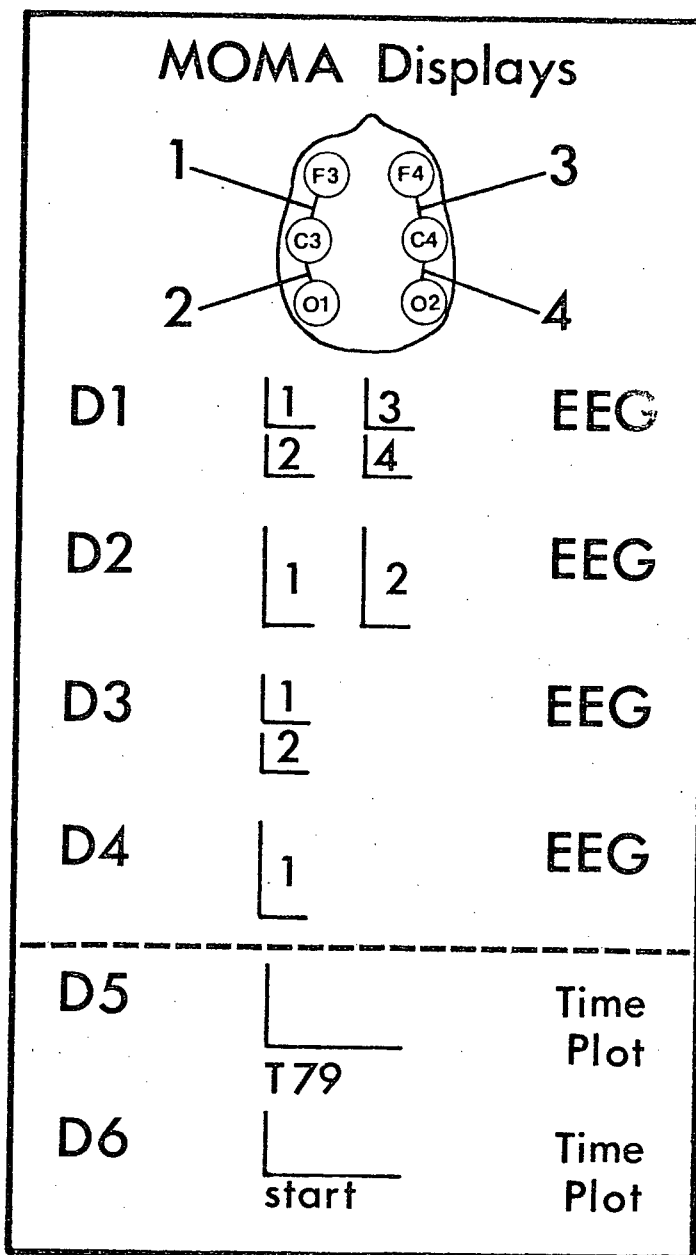 MOMA Displays
1 F3 F4 3
C3 C4
2 O1 O2 4
D1 1 3 EEG
2 4
D2 1 2 EEG
D3 1 EEG
2
D4 1 EEG
D5 Time
Plot
T79
D6 Time
start Plot